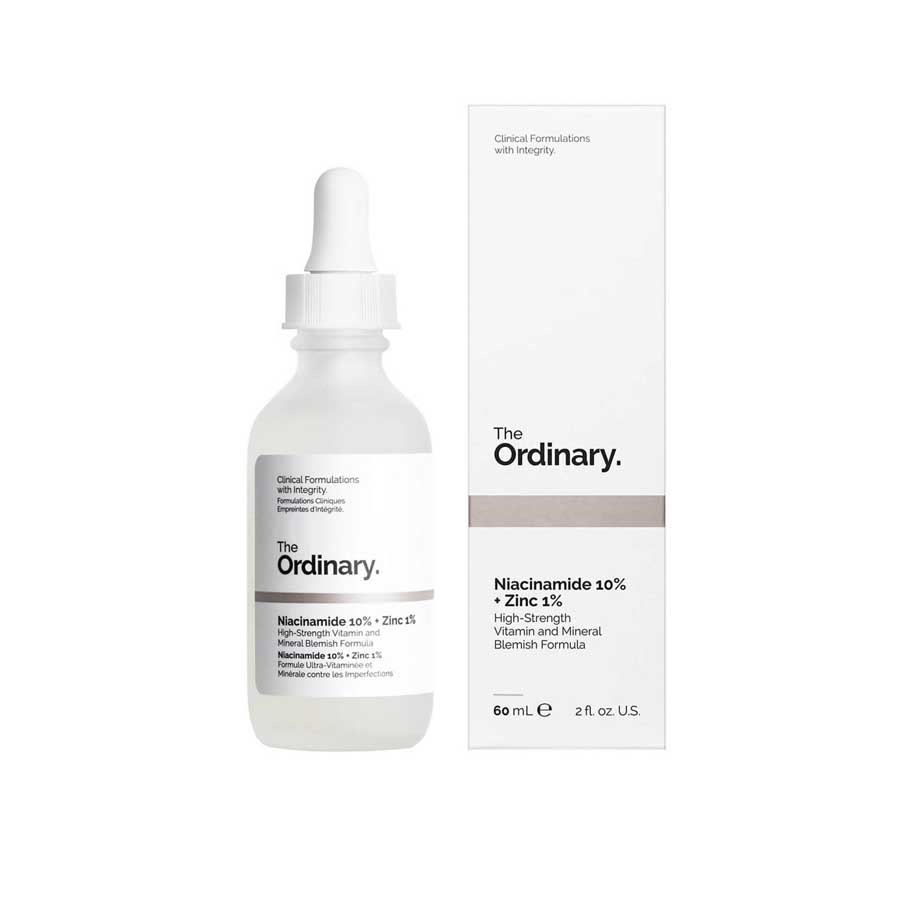 Clinical Formulations
with Integrity.
Formulations Cliniques
Empreintes d'Intégrité.
The
Ordinary.
Niacinamide 10% + Zinc 1%
High-Strength Vitamin and
Mineral Blemish Formula
Niacinamide 10% + Zinc 1%
Formule Ultra-Vitaminée et
Minérale contre les Imperfections
Clinical Formulations
with Integrity.
The
Ordinary.
Niacinamide 10%
+ Zinc 1%
High-Strength
Vitamin and Mineral
Blemish Formula
60 mL ℮ 2 fl. oz. U.S.